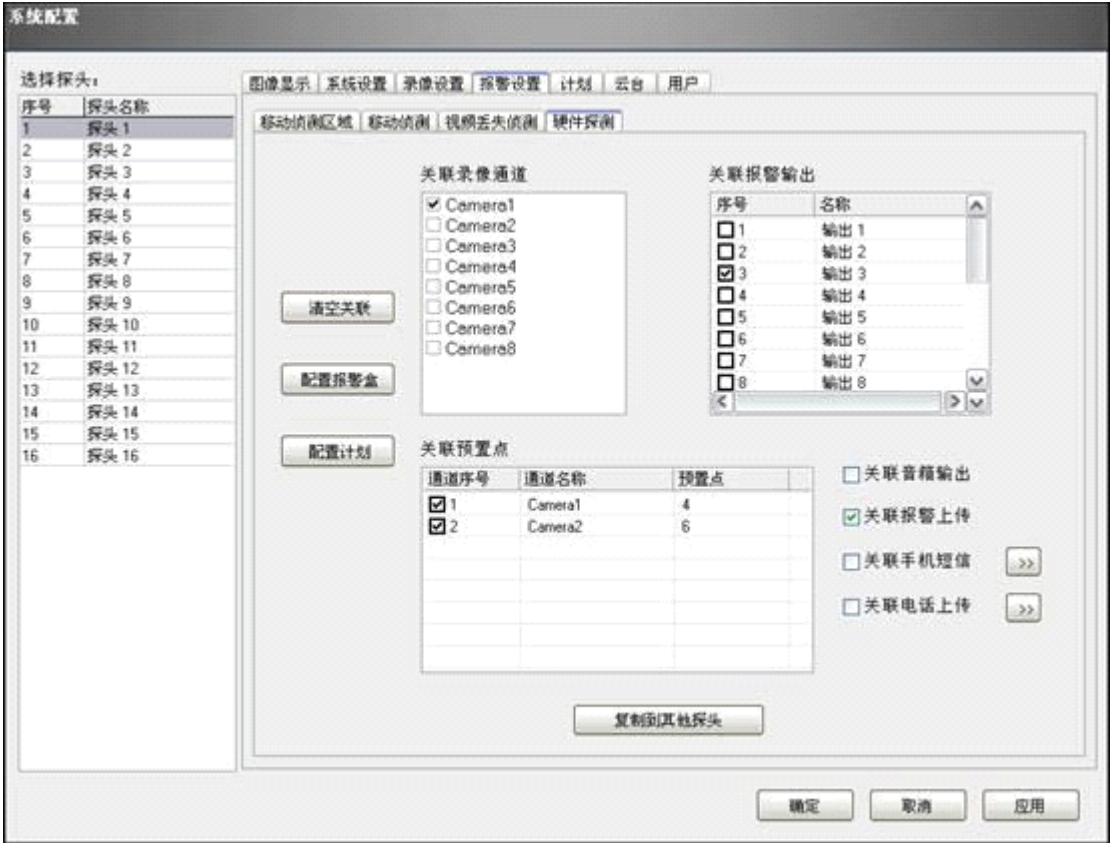 系统配置
选择探头：
序号 探头名称
1 探头 1
2 探头 2
3 探头 3
4 探头 4
5 探头 5
6 探头 6
7 探头 7
8 探头 8
9 探头 9
10 探头 10
11 探头 11
12 探头 12
13 探头 13
14 探头 14
15 探头 15
16 探头 16
图像显示 系统设置 录像设置 报警设置 计划 云台 用户
移动侦测区域 移动侦测 视频丢失侦测 硬件探测
清空关联
配置报警盒
配置计划
关联录像通道
Camera1
Camera2
Camera3
Camera4
Camera5
Camera6
Camera7
Camera8
关联报警输出
序号 名称
1 输出 1
2 输出 2
3 输出 3
4 输出 4
5 输出 5
6 输出 6
7 输出 7
8 输出 8
关联预置点
通道序号 通道名称 预置点
1 Camera1 4
2 Camera2 6
关联音箱输出
关联报警上传
关联手机短信 >>
关联电话上传 >>
复制到其他探头
确定 取消 应用